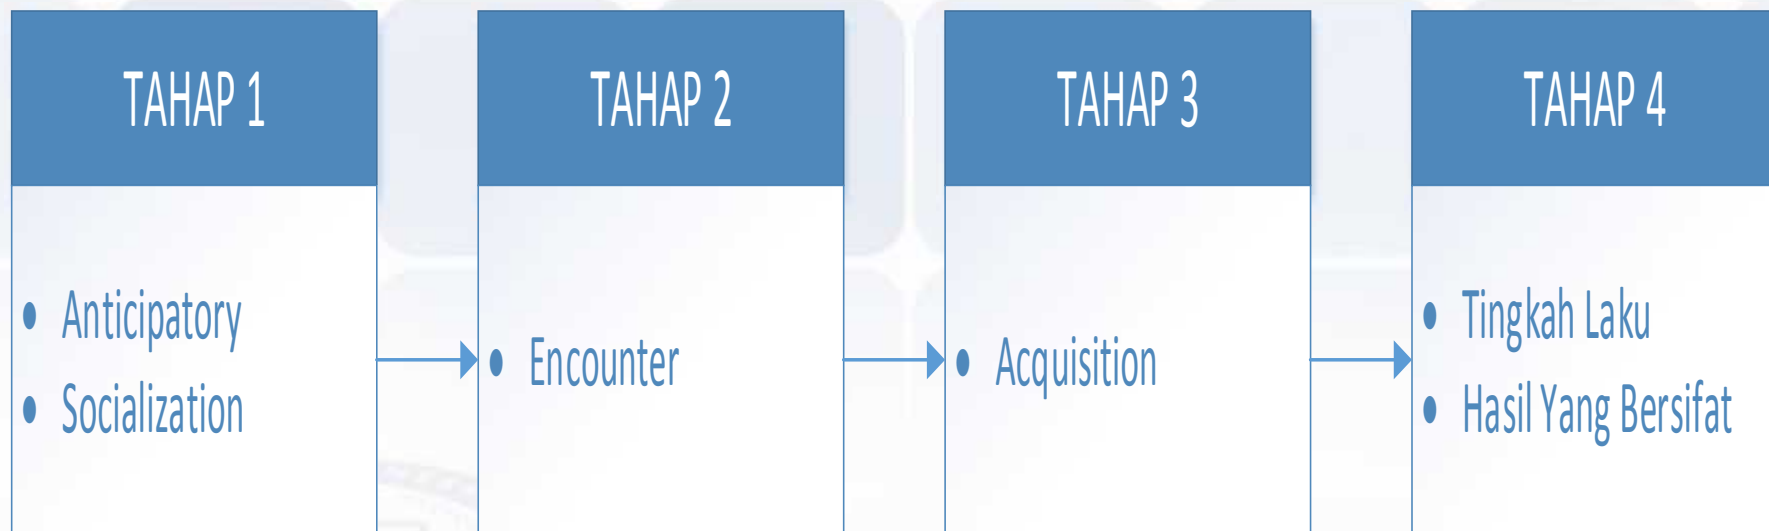 TAHAP 1
• Anticipatory
• Socialization
TAHAP 2
• Encounter
TAHAP 3
• Acquisition
TAHAP 4
• Tingkah Laku
• Hasil Yang Bersifat